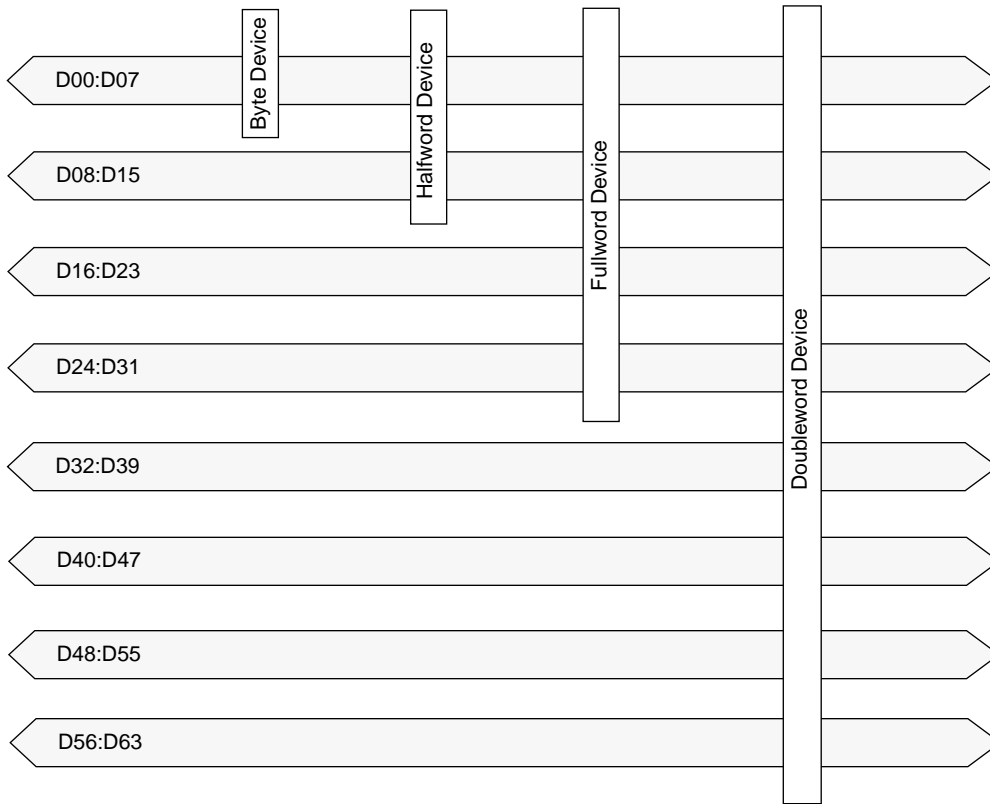 Byte Device
Halfword Device
Fullword Device
Doubleword Device
D00:D07
D08:D15
D16:D23
D24:D31
D32:D39
D40:D47
D48:D55
D56:D63